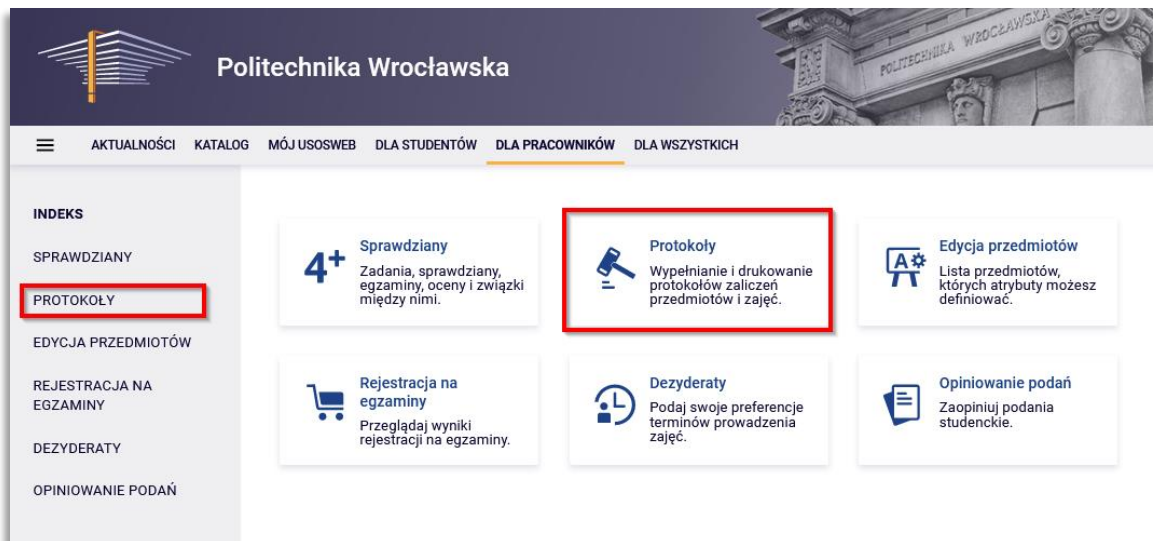 Politechnika Wrocławska
POLITECHNIKA WROCŁAWSKA
AKTUALNOŚCI KATALOG MÓJ USOSWEB DLA STUDENTÓW DLA PRACOWNIKÓW DLA WSZYSTKICH
INDEKS
SPRAWDZIANY
PROTOKOŁY
EDYCJA PRZEDMIOTÓW
REJESTRACJA NA
EGZAMINY
DEZYDERATY
OPINIOWANIE PODAŃ
4+
Sprawdziany
Zadania, sprawdziany,
egzaminy, oceny i związki
między nimi.
Protokoły
Wypełnianie i drukowanie
protokołów zaliczeń
przedmiotów i zajęć.
A
Edycja przedmiotów
Lista przedmiotów,
których atrybuty możesz
definiować.
Rejestracja na
egzaminy
Przeglądaj wyniki
rejestracji na egzaminy.
Dezyderaty
Podaj swoje preferencje
terminów prowadzenia
zajęć.
Opiniowanie podań
Zaopiniuj podania
studenckie.